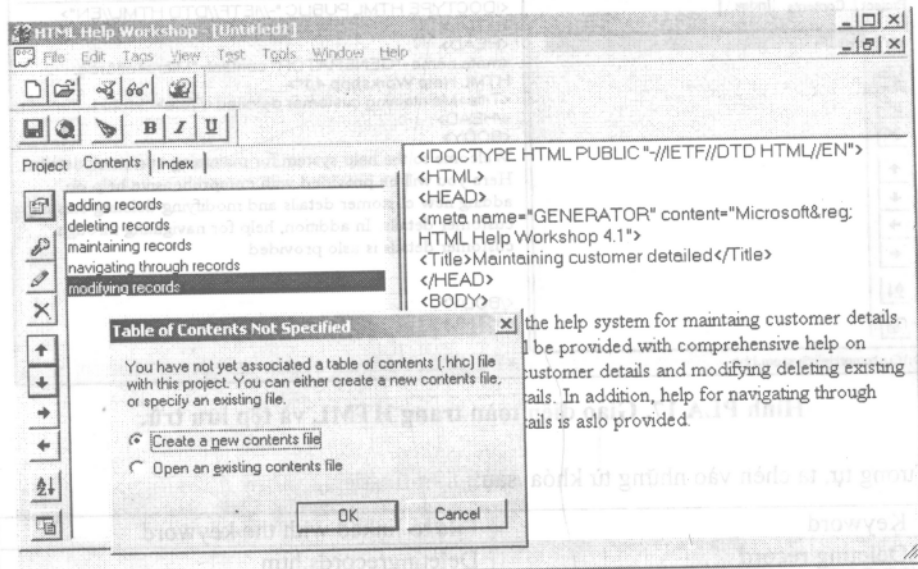 HTML Help Workshop - [Untitled1]
File Edit Tags View Test Tools Window Help
B I U
Project Contents Index
adding records
deleting records
maintaining records
navigating through records
modifying records
<!DOCTYPE HTML PUBLIC "-//IETF//DTD HTML//EN">
<HTML>
<HEAD>
<meta name="GENERATOR" content="Microsoft&reg;
HTML Help Workshop 4.1">
<Title>Maintaining customer detailed</Title>
</HEAD>
<BODY>
the help system for maintaing customer details.
l be provided with comprehensive help on
customer details and modifying deleting existing
ails. In addition, help for navigating through
tails is aslo provided.
Table of Contents Not Specified
You have not yet associated a table of contents (.hhc) file
with this project. You can either create a new contents file,
or specify an existing file.
Create a new contents file
Open an existing contents file
OK Cancel